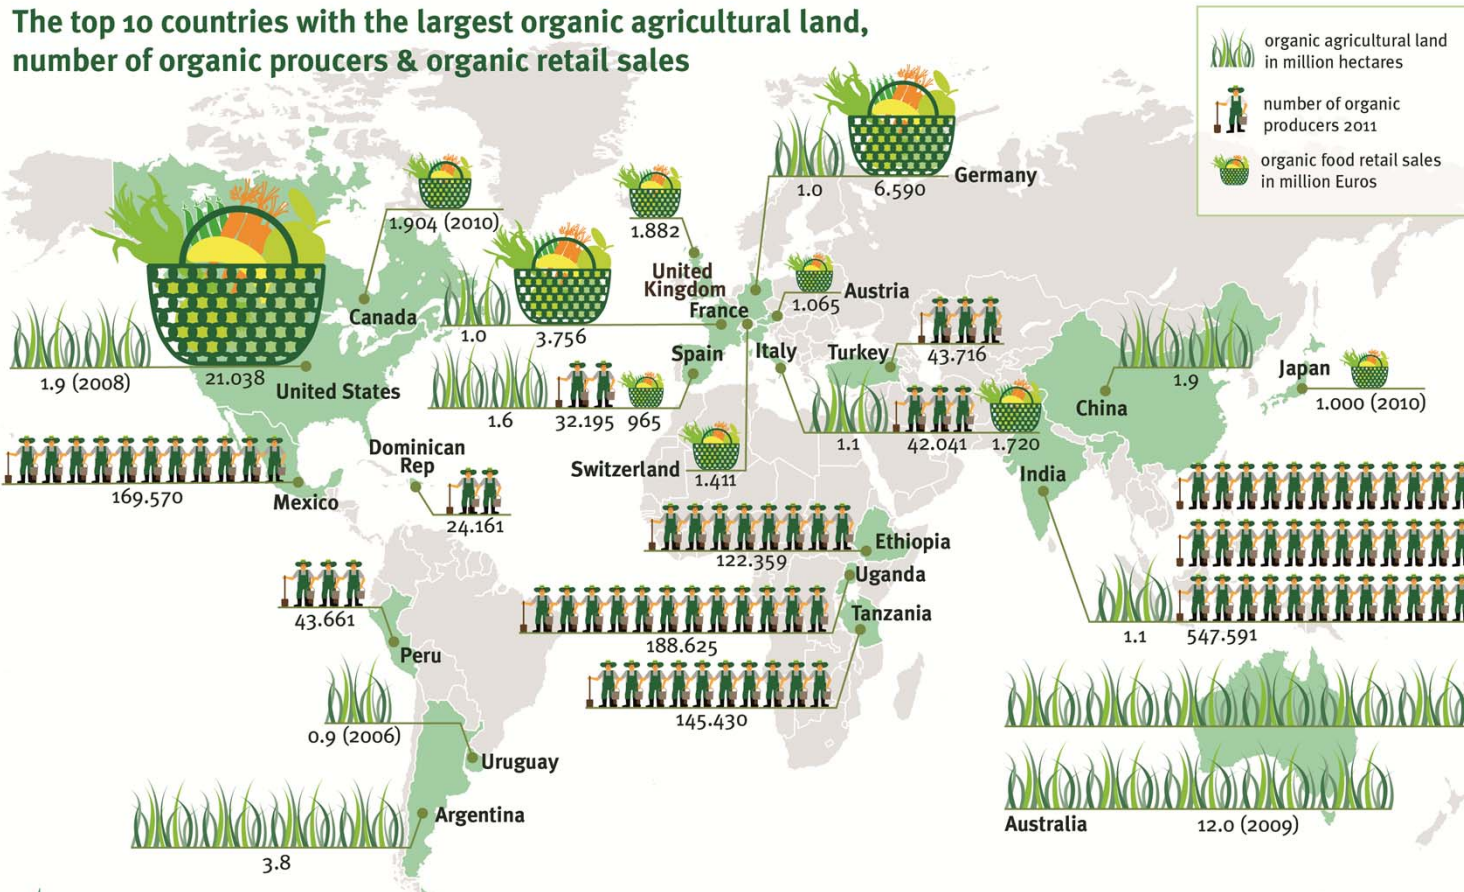 The top 10 countries with the largest organic agricultural land,
number of organic proucers & organic retail sales
organic agricultural land
in million hectares
number of organic
producers 2011
organic food retail sales
in million Euros
1.0
6.590
Germany
1.904 (2010)
Canada
1.882
United
Kingdom
1.065
Austria
1.0
3.756
France
1.9 (2008)
21.038
United States
1.6
32.195
965
Spain
Italy
1.1
42.041
1.720
Turkey
43.716
1.9
China
Japan
1.000 (2010)
Switzerland
1.411
169.570
Mexico
Dominican
Rep
24.161
India
1.1
547.591
122.359
Ethiopia
188.625
Uganda
145.430
Tanzania
43.661
Peru
0.9 (2006)
Uruguay
3.8
Argentina
Australia
12.0 (2009)